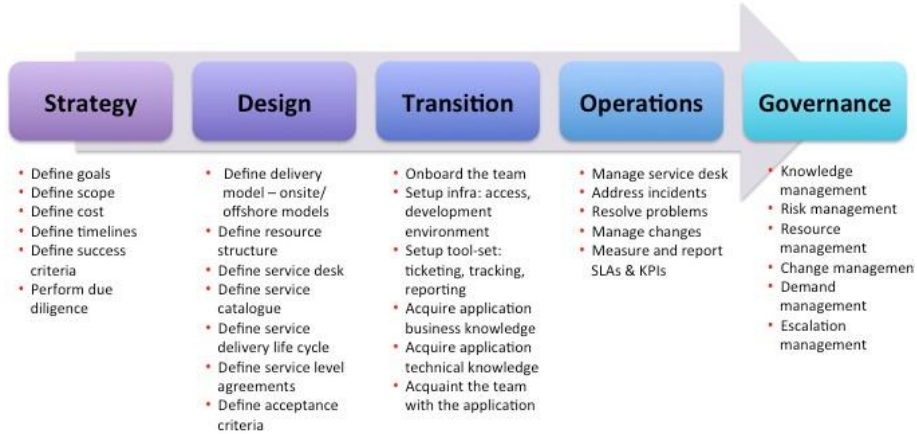 Strategy
Design
Transition
Operations
Governance
• Define goals
• Define scope
• Define cost
• Define timelines
• Define success
criteria
• Perform due
diligence
• Define delivery
model – onsite/
offshore models
• Define resource
structure
• Define service desk
• Define service
catalogue
• Define service
delivery life cycle
• Define service level
agreements
• Define acceptance
criteria
• Onboard the team
• Setup infra: access,
development
environment
• Setup tool-set:
ticketing, tracking,
reporting
• Acquire application
business knowledge
• Acquire application
technical knowledge
• Acquaint the team
with the application
• Manage service desk
• Address incidents
• Resolve problems
• Manage changes
• Measure and report
SLAs & KPIs
• Knowledge
management
• Risk management
• Resource
management
• Change management
• Demand
management
• Escalation
management